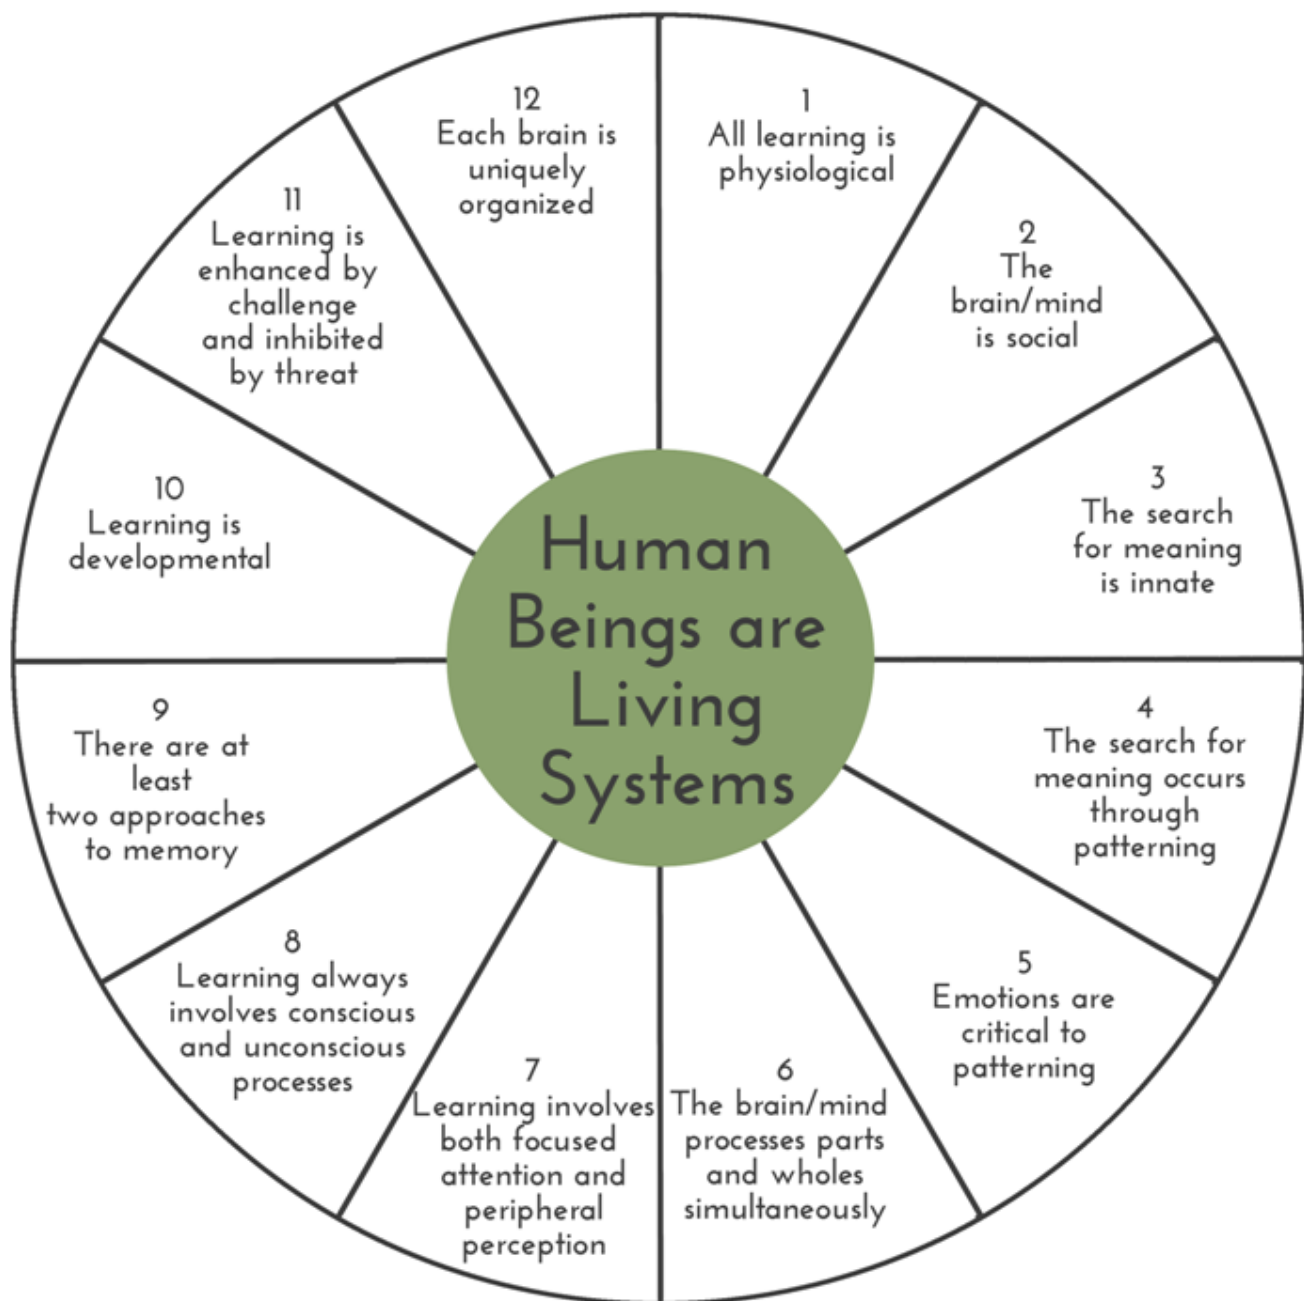 12
Each brain is
uniquely
organized
1
All learning is
physiological
2
The
brain/mind
is social
3
The search
for meaning
is innate
4
The search for
meaning occurs
through
patterning
5
Emotions are
critical to
patterning
6
The brain/mind
processes parts
and wholes
simultaneously
7
Learning involves
both focused
attention and
peripheral
perception
8
Learning always
involves conscious
and unconscious
processes
9
There are at
least
two approaches
to memory
10
Learning is
developmental
11
Learning is
enhanced by
challenge
and inhibited
by threat
Human
Beings are
Living
Systems